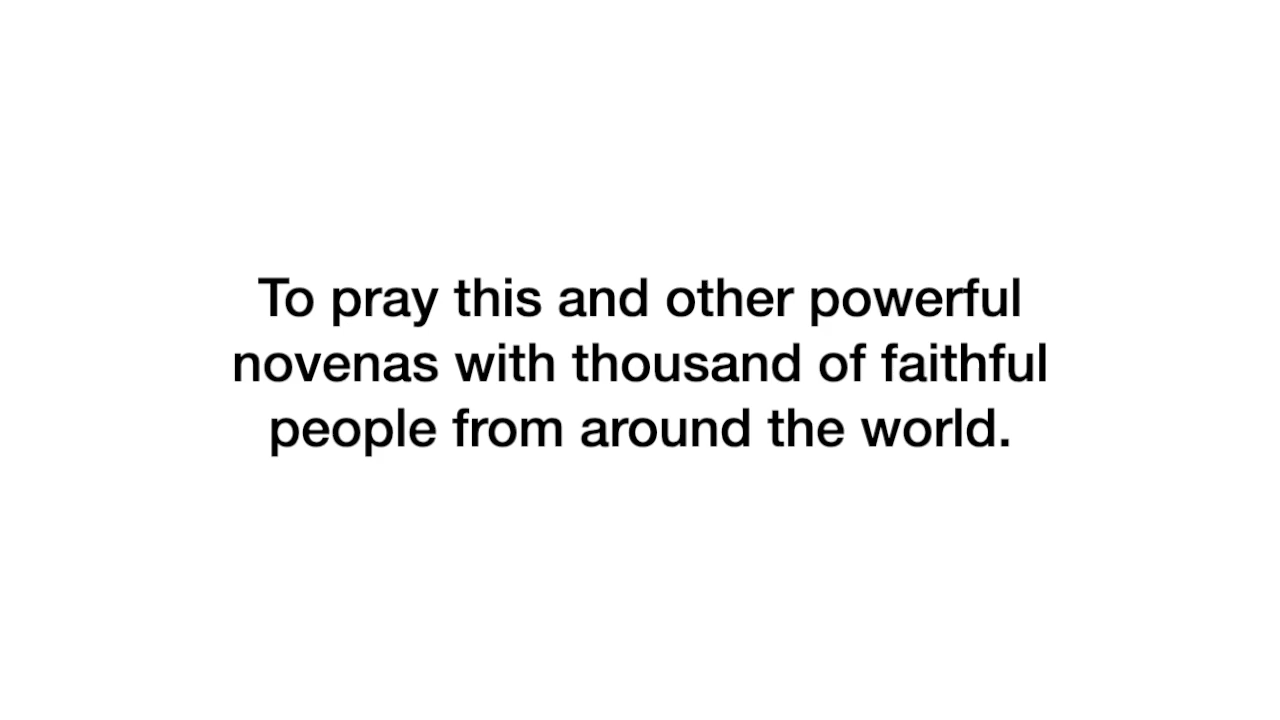 To pray this and other powerful
novenas with thousand of faithful
people from around the world.